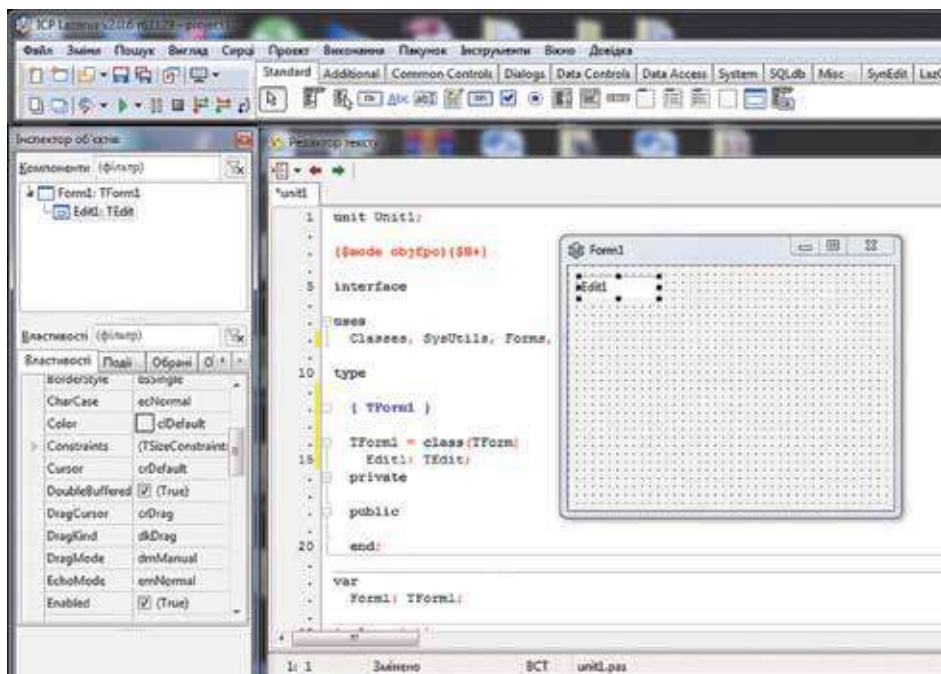 ІСР Lazarus v2.0.6
Файл Зміни Пошук Вигляд Серці Проект Виконання Пакунок Інструменти Вікно Довідка
Standard Additional Common Controls Dialogs Data Controls Data Access System SQLdb Misc SynEdit
Інспектор об'єктів
Компоненти (фільтр)
Form1: TForm1
Edit1: TEdit
Властивості (фільтр)
Властивості Події Обрані
BorderStyle bsSingle
CharCase ecNormal
Color clDefault
Constraints (TSizeConstraint
Cursor crDefault
DoubleBuffered (True)
DragCursor crDrag
DragKind dkDrag
DragMode dmManual
EchoMode emNormal
Enabled (True)
Редактор тексту
*unit1
1 unit Unit1;
{$mode objfpc}{$H+}
5 interface
uses
Classes, SysUtils, Forms,
10 type
{ TForm1 }
TForm1 = class(TForm)
15 Edit1: TEdit;
private
public
20 end;
var
Form1: TForm1;
Form1
Edit1
1: 1 Змінено ВСТ unit1.pas